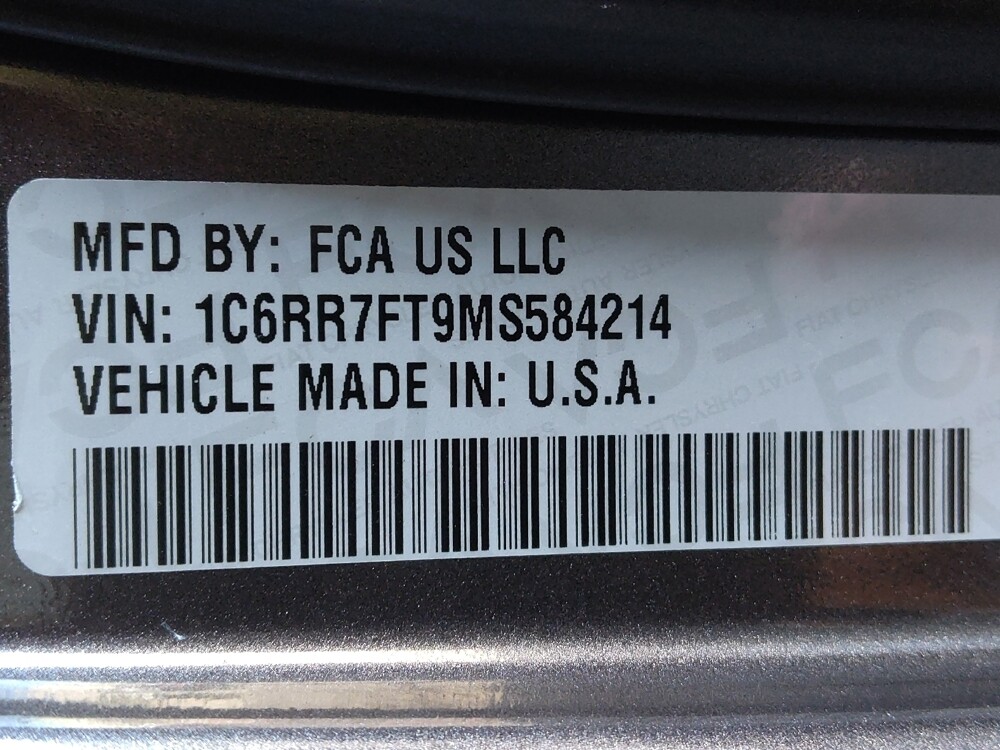 MFD BY: FCA US LLC
VIN: 1C6RR7FT9MS584214
VEHICLE MADE IN: U.S.A.